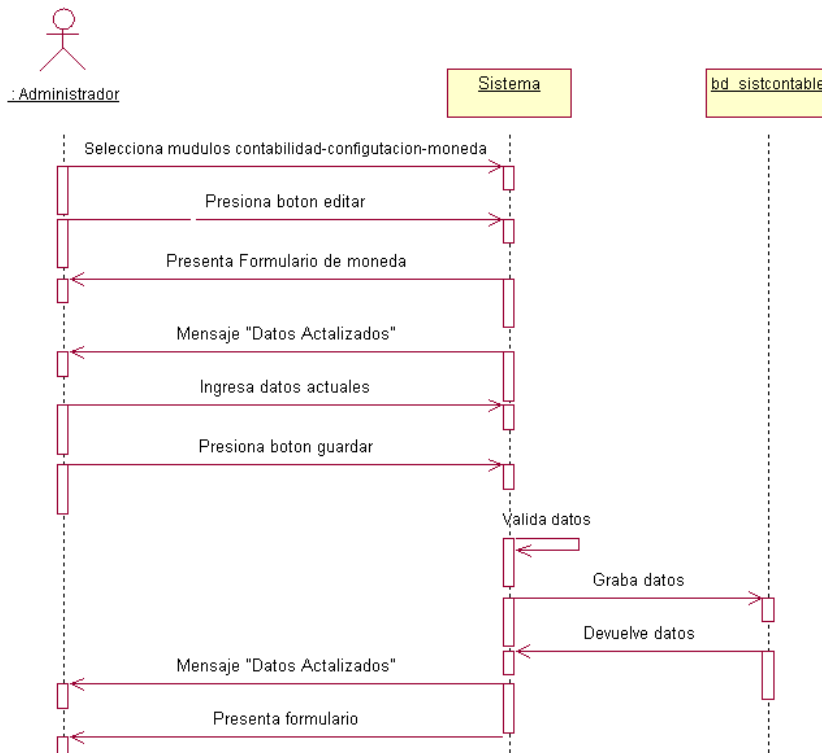 : Administrador
Sistema
bd_sistcontable
Selecciona mudulos contabilidad-configutacion-moneda
Presiona boton editar
Presenta Formulario de moneda
Mensaje "Datos Actalizados"
Ingresa datos actuales
Presiona boton guardar
Valida datos
Graba datos
Devuelve datos
Mensaje "Datos Actalizados"
Presenta formulario